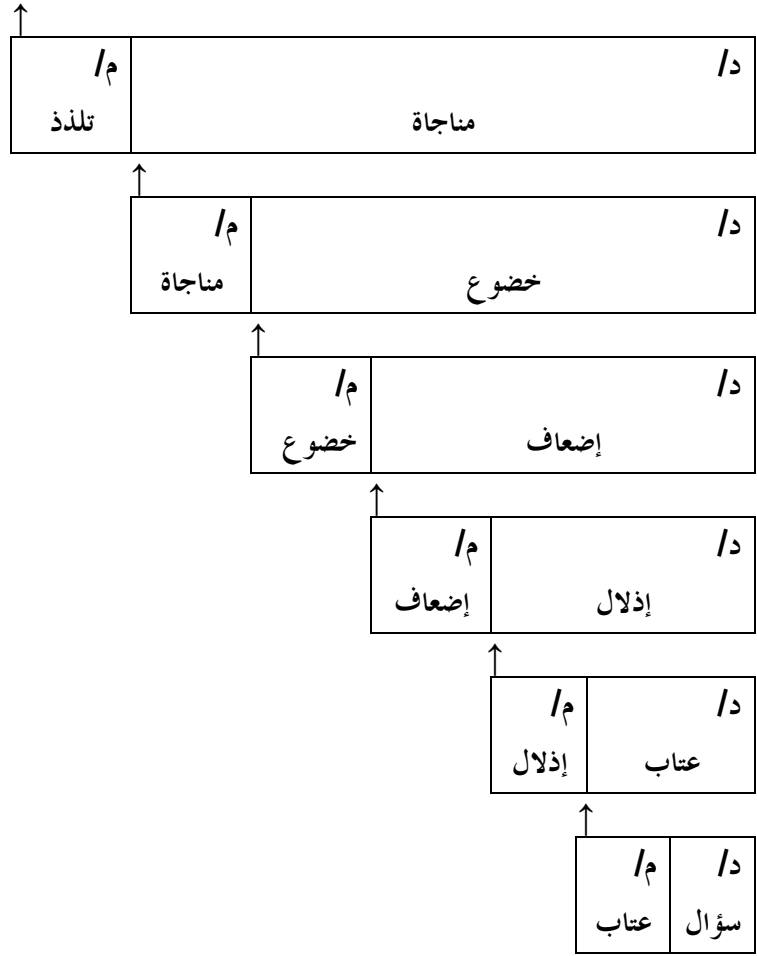 ↑
د/ م/
مناجاة تلذذ
↑
د/ م/
خضوع مناجاة
↑
د/ م/
إضعاف خضوع
↑
د/ م/
إذلال إضعاف
↑
د/ م/
عتاب إذلال
↑
د/ م/
سؤال عتاب